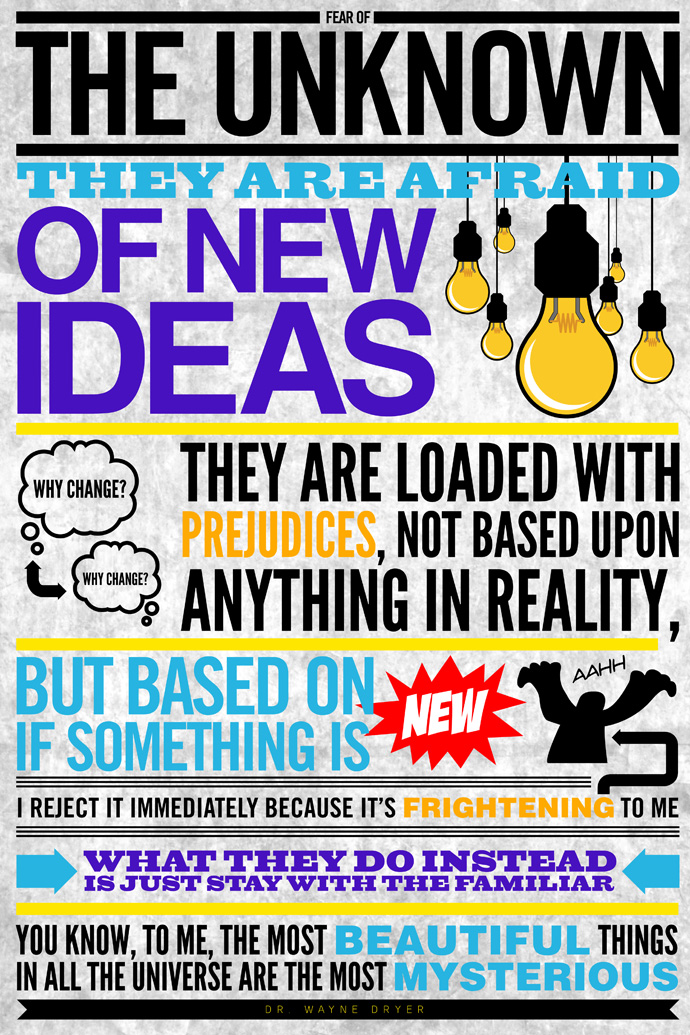 FEAR OF
THE UNKNOWN
THEY ARE AFRAID
OF NEW
IDEAS
WHY CHANGE?
WHY CHANGE?
THEY ARE LOADED WITH
PREJUDICES, NOT BASED UPON
ANYTHING IN REALITY,
BUT BASED ON
IF SOMETHING IS
NEW
AAHH
I REJECT IT IMMEDIATELY BECAUSE IT'S FRIGHTENING TO ME
WHAT THEY DO INSTEAD
IS JUST STAY WITH THE FAMILIAR
YOU KNOW, TO ME, THE MOST BEAUTIFUL THINGS
IN ALL THE UNIVERSE ARE THE MOST MYSTERIOUS
DR. WAYNE DRYER